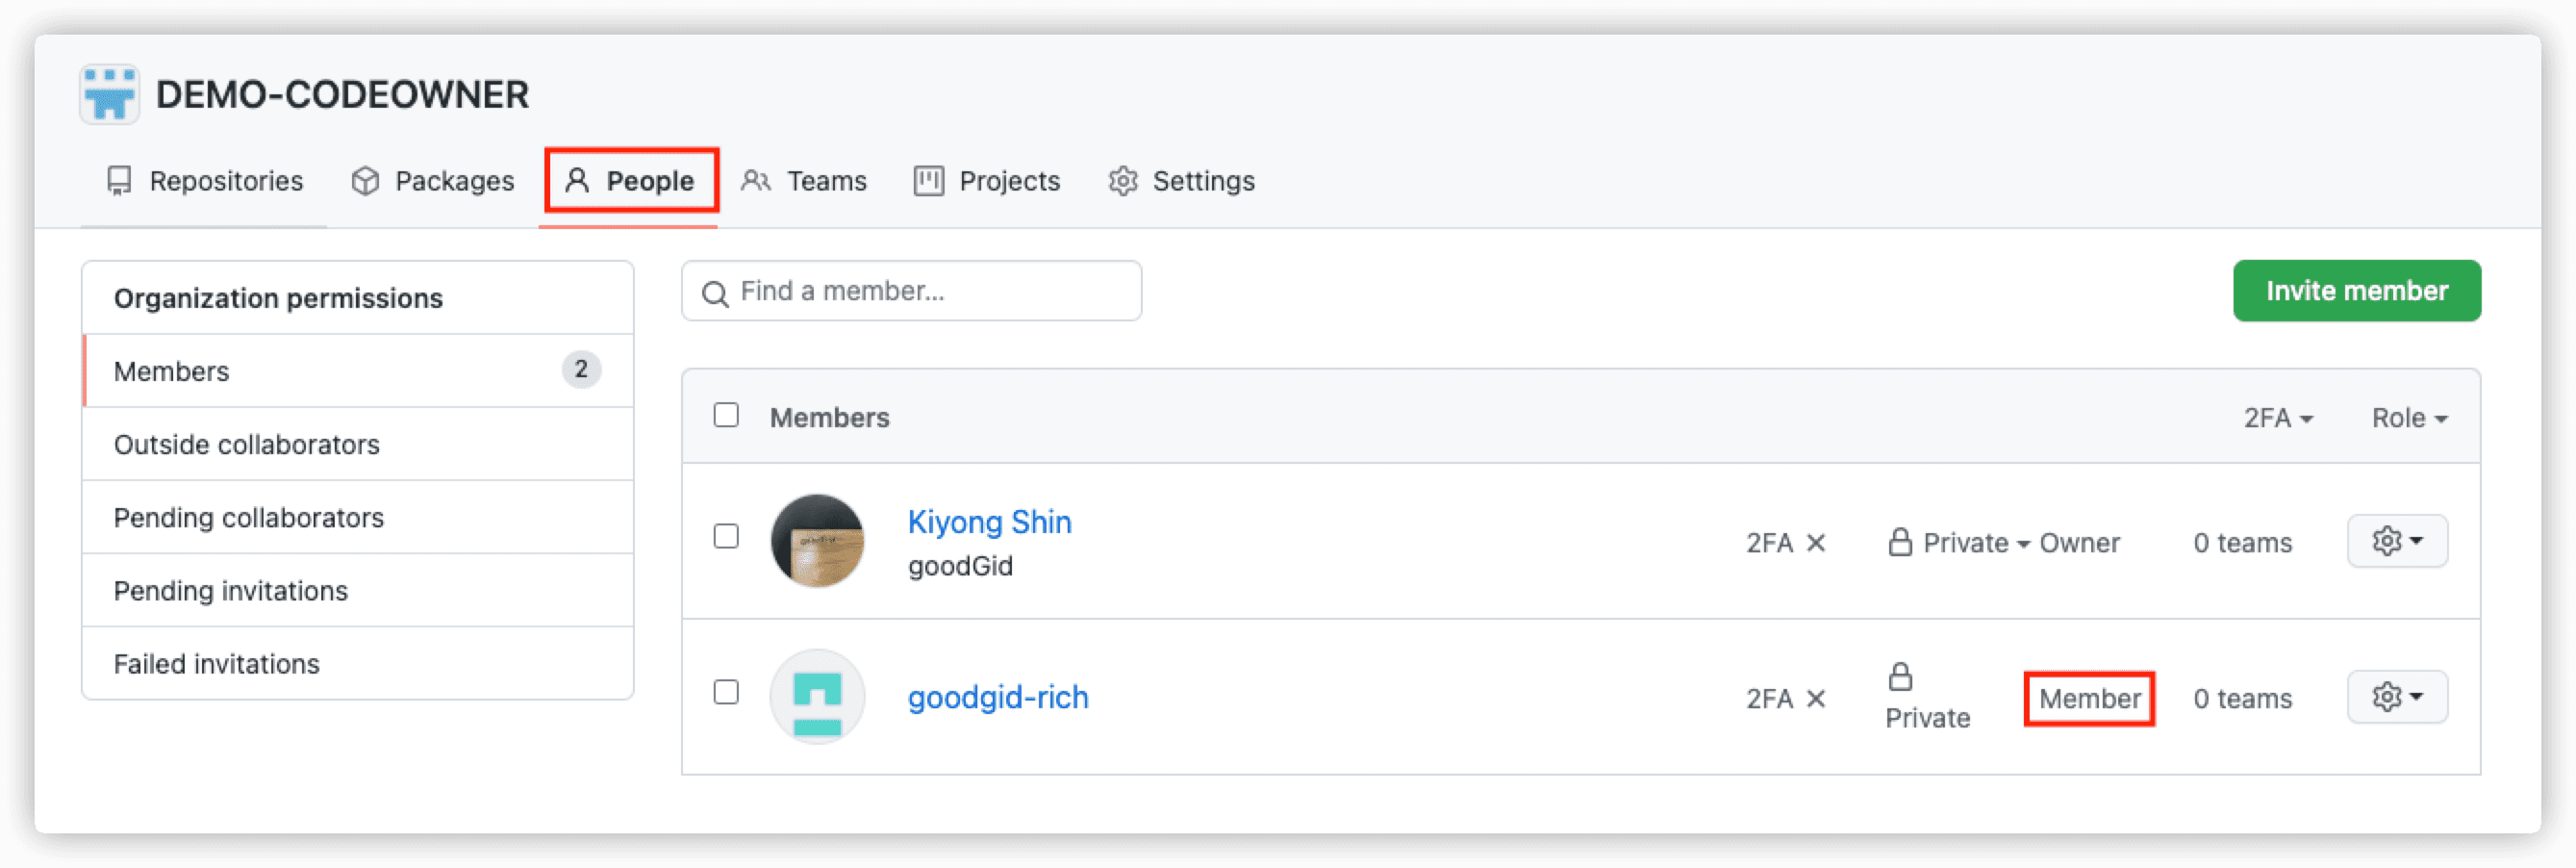 DEMO-CODEOWNER
Repositories Packages People Teams Projects Settings
Organization permissions
Members 2
Outside collaborators
Pending collaborators
Pending invitations
Failed invitations
Find a member...
Invite member
Members 2FA Role
Kiyong Shin
goodGid
2FA Private Owner 0 teams
goodgid-rich
2FA Private Member 0 teams